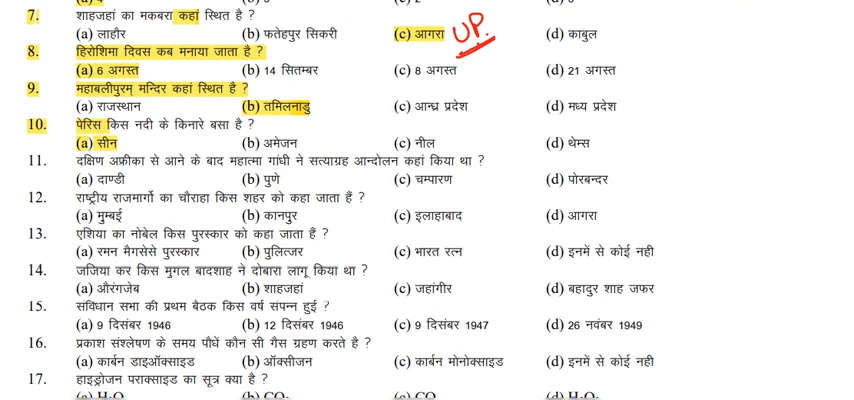 7. शाहजहां का मकबरा कहां स्थित है ?
(a) लाहौर (b) फतेहपुर सिकरी (c) आगरा UP. (d) काबुल
8. हिरोशिमा दिवस कब मनाया जाता है ?
(a) 6 अगस्त (b) 14 सितम्बर (c) 8 अगस्त (d) 21 अगस्त
9. महाबलीपुरम् मन्दिर कहां स्थित है ?
(a) राजस्थान (b) तमिलनाडु (c) आन्ध्र प्रदेश (d) मध्य प्रदेश
10. पेरिस किस नदी के किनारे बसा है ?
(a) सीन (b) अमेजन (c) नील (d) थेम्स
11. दक्षिण अफ्रीका से आने के बाद महात्मा गांधी ने सत्याग्रह आन्दोलन कहां किया था ?
(a) दाण्डी (b) पुणे (c) चम्पारण (d) पोरबन्दर
12. राष्ट्रीय राजमार्गो का चौराहा किस शहर को कहा जाता हैं ?
(a) मुम्बई (b) कानपुर (c) इलाहाबाद (d) आगरा
13. एशिया का नोबेल किस पुरस्कार को कहा जाता हैं ?
(a) रमन मैगसेसे पुरस्कार (b) पुलित्जर (c) भारत रत्न (d) इनमें से कोई नही
14. जजिया कर किस मुगल बादशाह ने दोबारा लागू किया था ?
(a) औरंगजेब (b) शाहजहां (c) जहांगीर (d) बहादुर शाह जफर
15. संविधान सभा की प्रथम बैठक किस वर्ष संपन्न हुई ?
(a) 9 दिसंबर 1946 (b) 12 दिसंबर 1946 (c) 9 दिसंबर 1947 (d) 26 नवंबर 1949
16. प्रकाश संश्लेषण के समय पौधें कौन सी गैस ग्रहण करते है ?
(a) कार्बन डाइऑक्साइड (b) ऑक्सीजन (c) कार्बन मोनोक्साइड (d) इनमें से कोई नही
17. हाइड्रोजन पराक्साइड का सूत्र क्या है ?